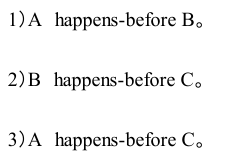 1)A happens-before B。
2)B happens-before C。
3)A happens-before C。